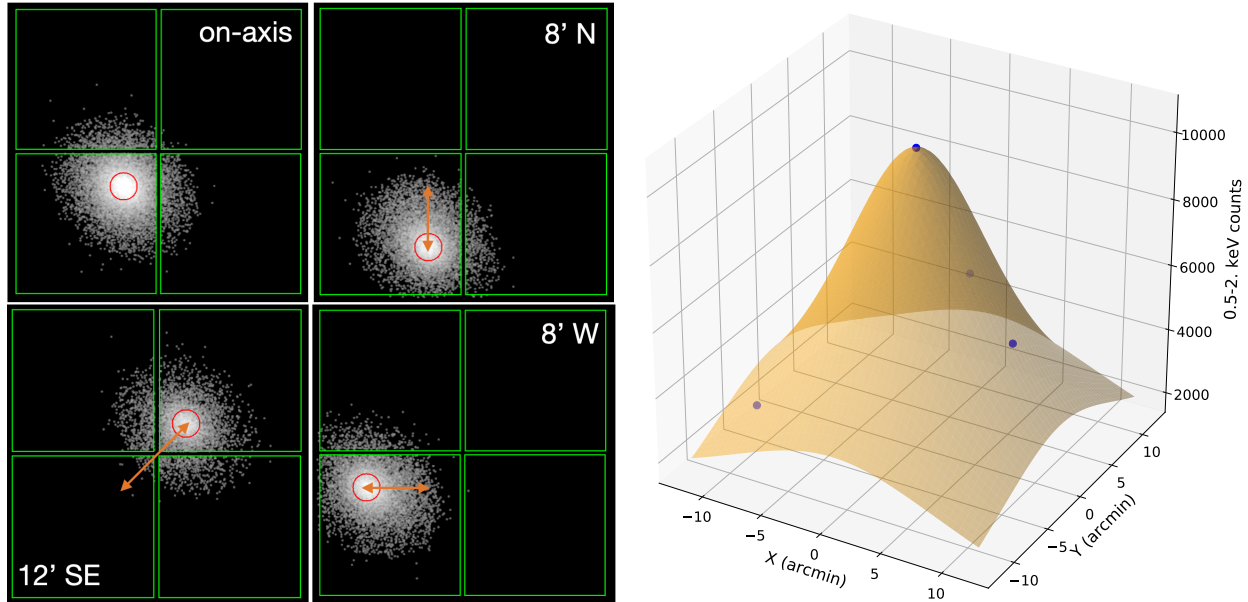 on-axis
8' N
12' SE
8' W
10000
8000
6000
4000
2000
0.5-2. keV counts
−10
−5
0
5
10
X (arcmin)
−10
−5
0
5
10
Y (arcmin)